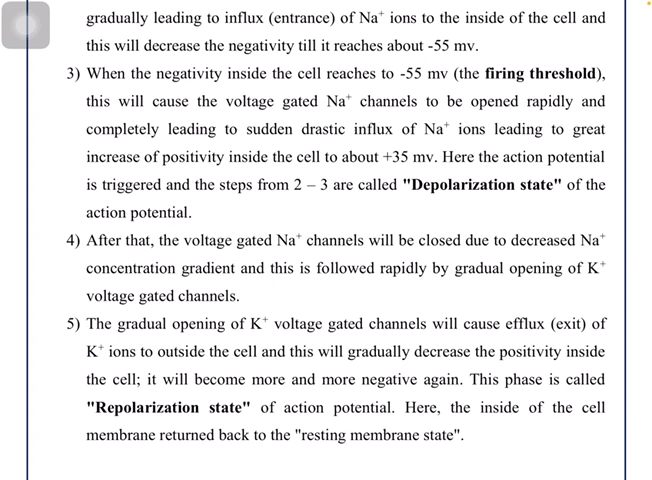 gradually leading to influx (entrance) of Na⁺ ions to the inside of the cell and
this will decrease the negativity till it reaches about -55 mv.
3) When the negativity inside the cell reaches to -55 mv (the firing threshold),
this will cause the voltage gated Na⁺ channels to be opened rapidly and
completely leading to sudden drastic influx of Na⁺ ions leading to great
increase of positivity inside the cell to about +35 mv. Here the action potential
is triggered and the steps from 2 – 3 are called "Depolarization state" of the
action potential.
4) After that, the voltage gated Na⁺ channels will be closed due to decreased Na⁺
concentration gradient and this is followed rapidly by gradual opening of K⁺
voltage gated channels.
5) The gradual opening of K⁺ voltage gated channels will cause efflux (exit) of
K⁺ ions to outside the cell and this will gradually decrease the positivity inside
the cell; it will become more and more negative again. This phase is called
"Repolarization state" of action potential. Here, the inside of the cell
membrane returned back to the "resting membrane state".